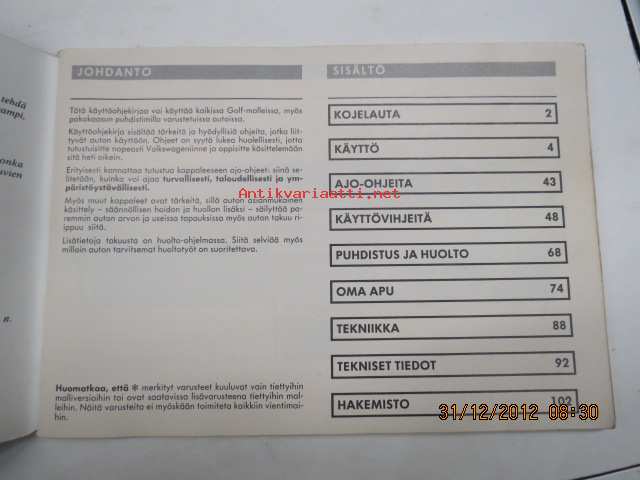 tehdä
ampi,
onka
vien
n.
JOHDANTO
Tätä käyttöohjekirjaa voi käyttää kaikissa Golf-malleissa, myös
pakokaasun puhdistimilla varustetuissa autoissa.
Käyttöohjekirja sisältää tärkeitä ja hyödyllisiä ohjeita, jotka liit-
tyvät auton käyttöön. Ohjeet on syytä lukea huolellisesti, jotta
tutustuisitte nopeasti Volkswageniinne ja oppisitte käsittelemään
sitä heti oikein.
Erityisesti kannattaa tutustua kappaleeseen ajo-ohjeet: siinä se-
litetään, kuinka voi ajaa turvallisesti, taloudellisesti ja ym-
päristöystävällisesti.
Myös muut kappaleet ovat tärkeitä, sillä auton asianmukainen
käsittely – säännöllisen hoidon ja huollon lisäksi – säilyttää pa-
remmin auton arvon ja useissa tapauksissa myös auton takuu ri-
ippuu siitä.
Lisätietoja takuusta on huolto-ohjelmassa. Siitä selviää myös
milloin auton tarvitsemat huoltotyöt on suoritettava.
Huomatkaa, että ✻ merkityt varusteet kuuluvat vain tiettyihin
malliversioihin tai ovat saatavissa lisävarusteena tiettyihin mal-
leihin. Näitä varusteita ei myöskään toimiteta kaikkiin vientimai-
hin.
SISÄLTÖ
KOJELAUTA 2
KÄYTTÖ 4
AJO-OHJEITA 43
KÄYTTÖVIHJEITÄ 48
PUHDISTUS JA HUOLTO 68
OMA APU 74
TEKNIIKKA 88
TEKNISET TIEDOT 92
HAKEMISTO 102
Antikvariaatti.net
31/12/2012 08:30